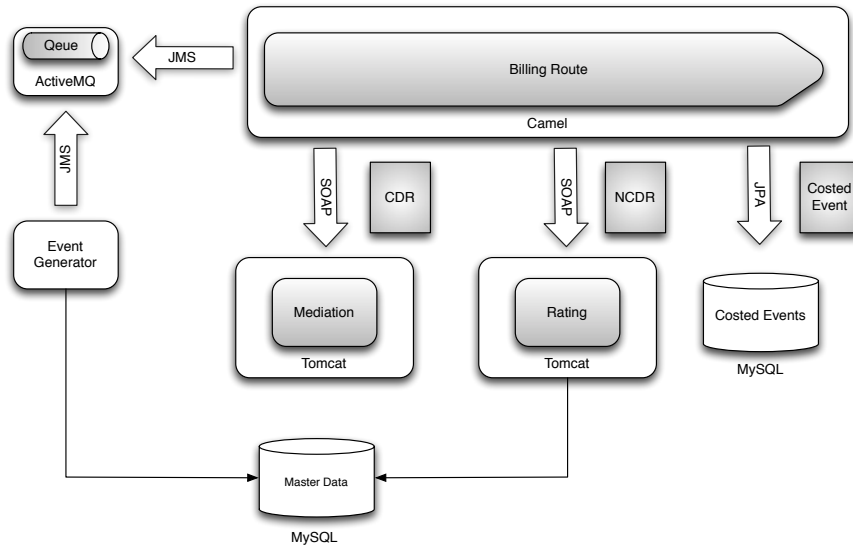 Qeue
ActiveMQ
JMS
Billing Route
Camel
JMS
SOAP
CDR
SOAP
NCDR
JPA
Costed
Event
Event
Generator
Mediation
Tomcat
Rating
Tomcat
Costed Events
MySQL
Master Data
MySQL